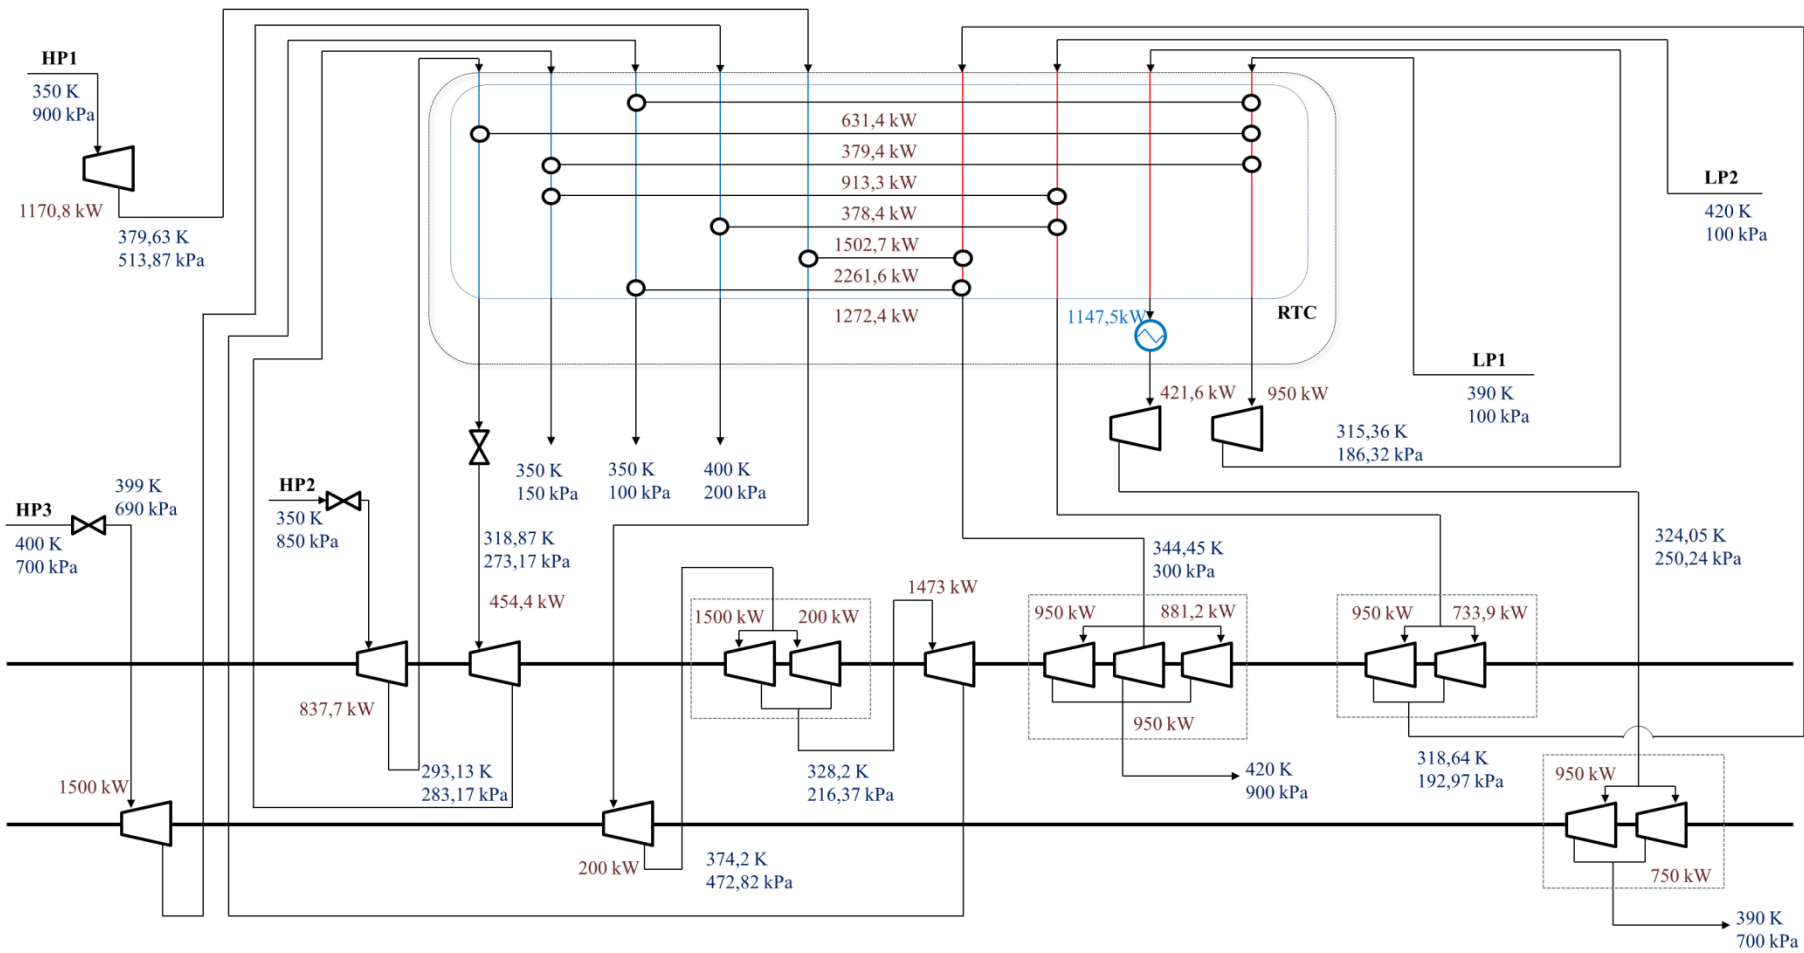 HP1
350 K
900 kPa
1170,8 kW
379,63 K
513,87 kPa
631,4 kW
379,4 kW
913,3 kW
378,4 kW
1502,7 kW
2261,6 kW
1272,4 kW
1147,5kW
RTC
LP2
420 K
100 kPa
LP1
390 K
100 kPa
421,6 kW
950 kW
315,36 K
186,32 kPa
350 K
150 kPa
350 K
100 kPa
400 K
200 kPa
HP3
400 K
700 kPa
399 K
690 kPa
HP2
350 K
850 kPa
318,87 K
273,17 kPa
454,4 kW
344,45 K
300 kPa
324,05 K
250,24 kPa
1500 kW
200 kW
1473 kW
950 kW
881,2 kW
950 kW
733,9 kW
837,7 kW
950 kW
293,13 K
283,17 kPa
328,2 K
216,37 kPa
420 K
900 kPa
318,64 K
192,97 kPa
1500 kW
950 kW
200 kW
374,2 K
472,82 kPa
750 kW
390 K
700 kPa